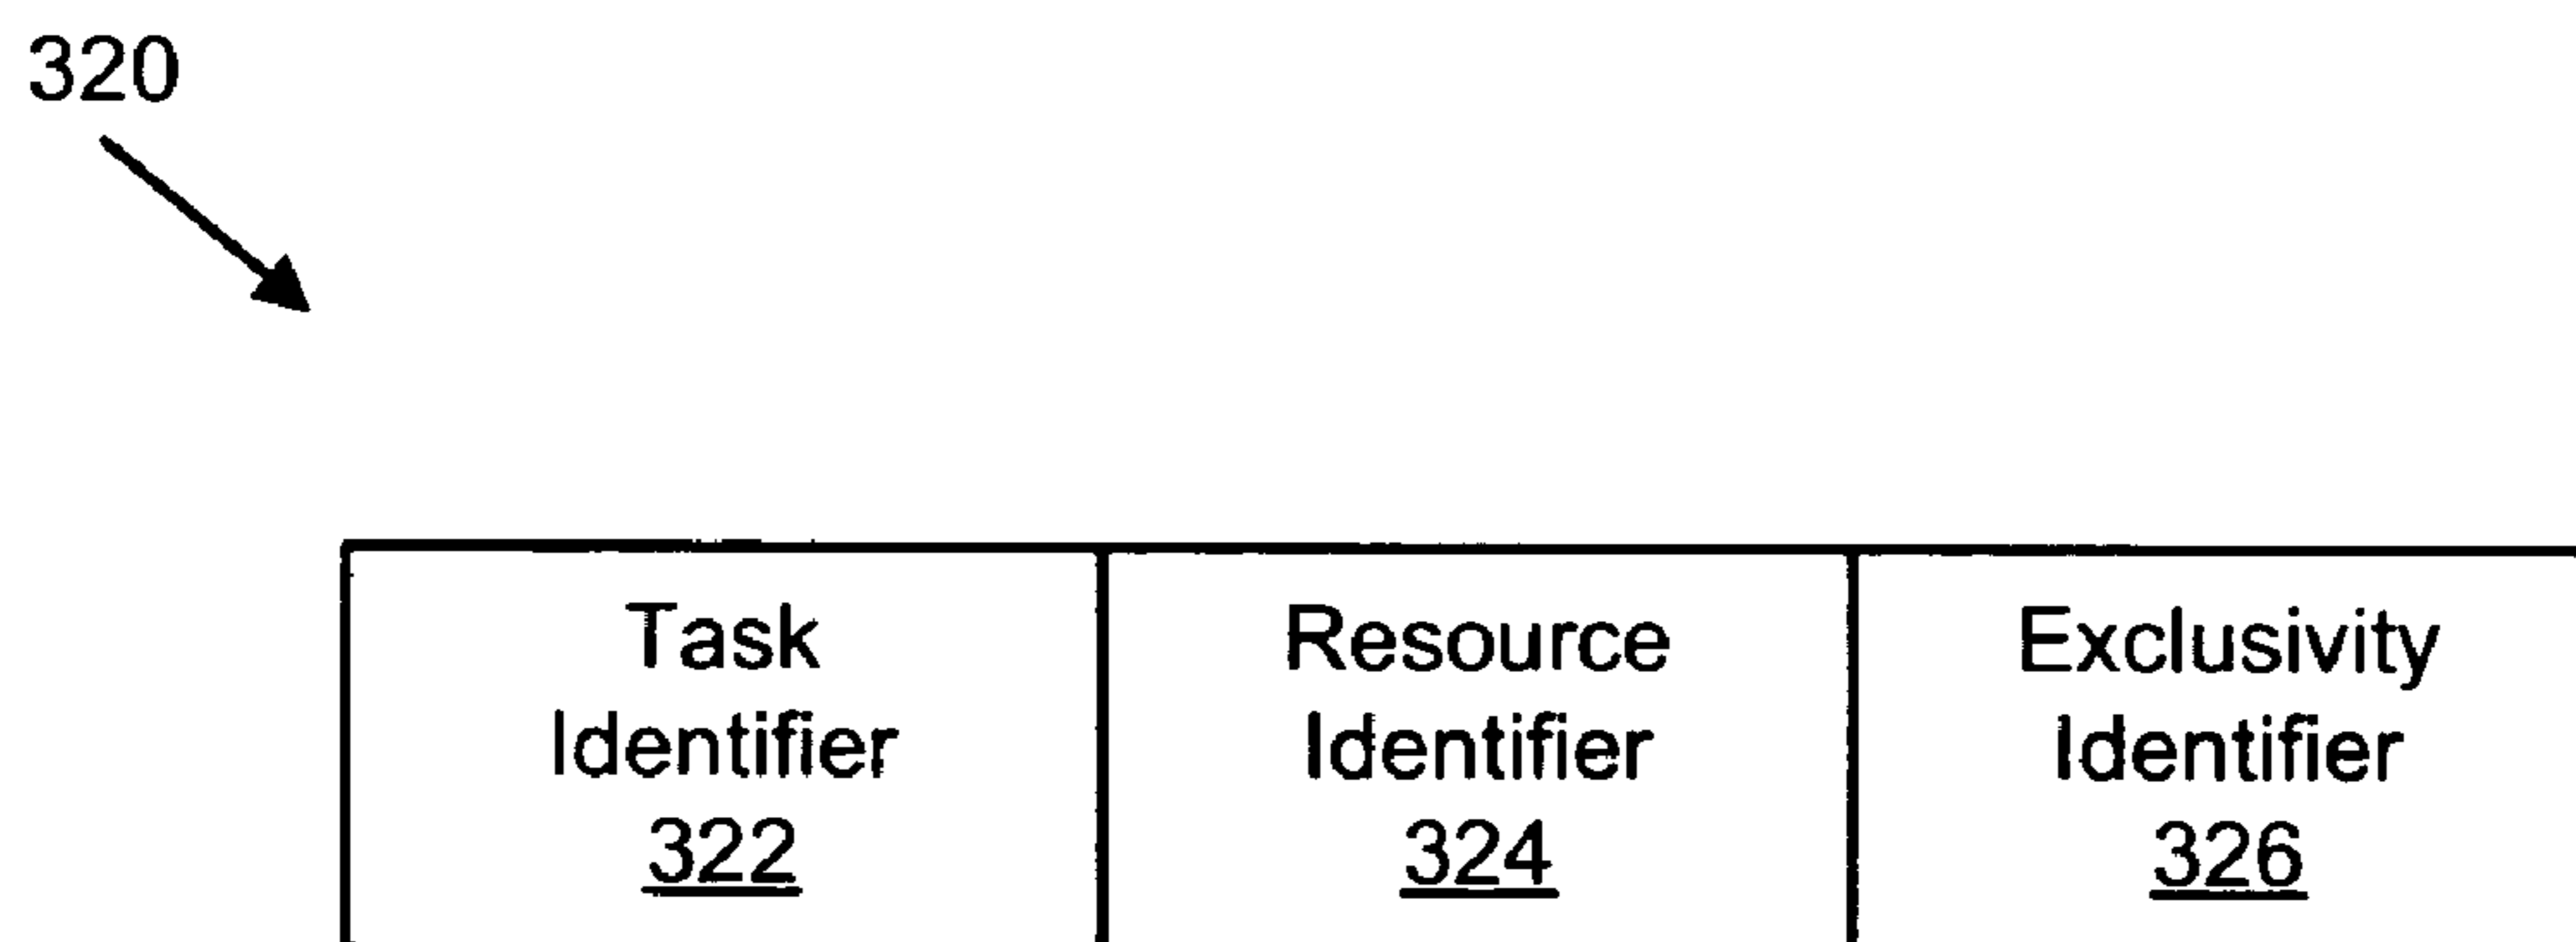 320
Task
Identifier
322
Resource
Identifier
324
Exclusivity
Identifier
326